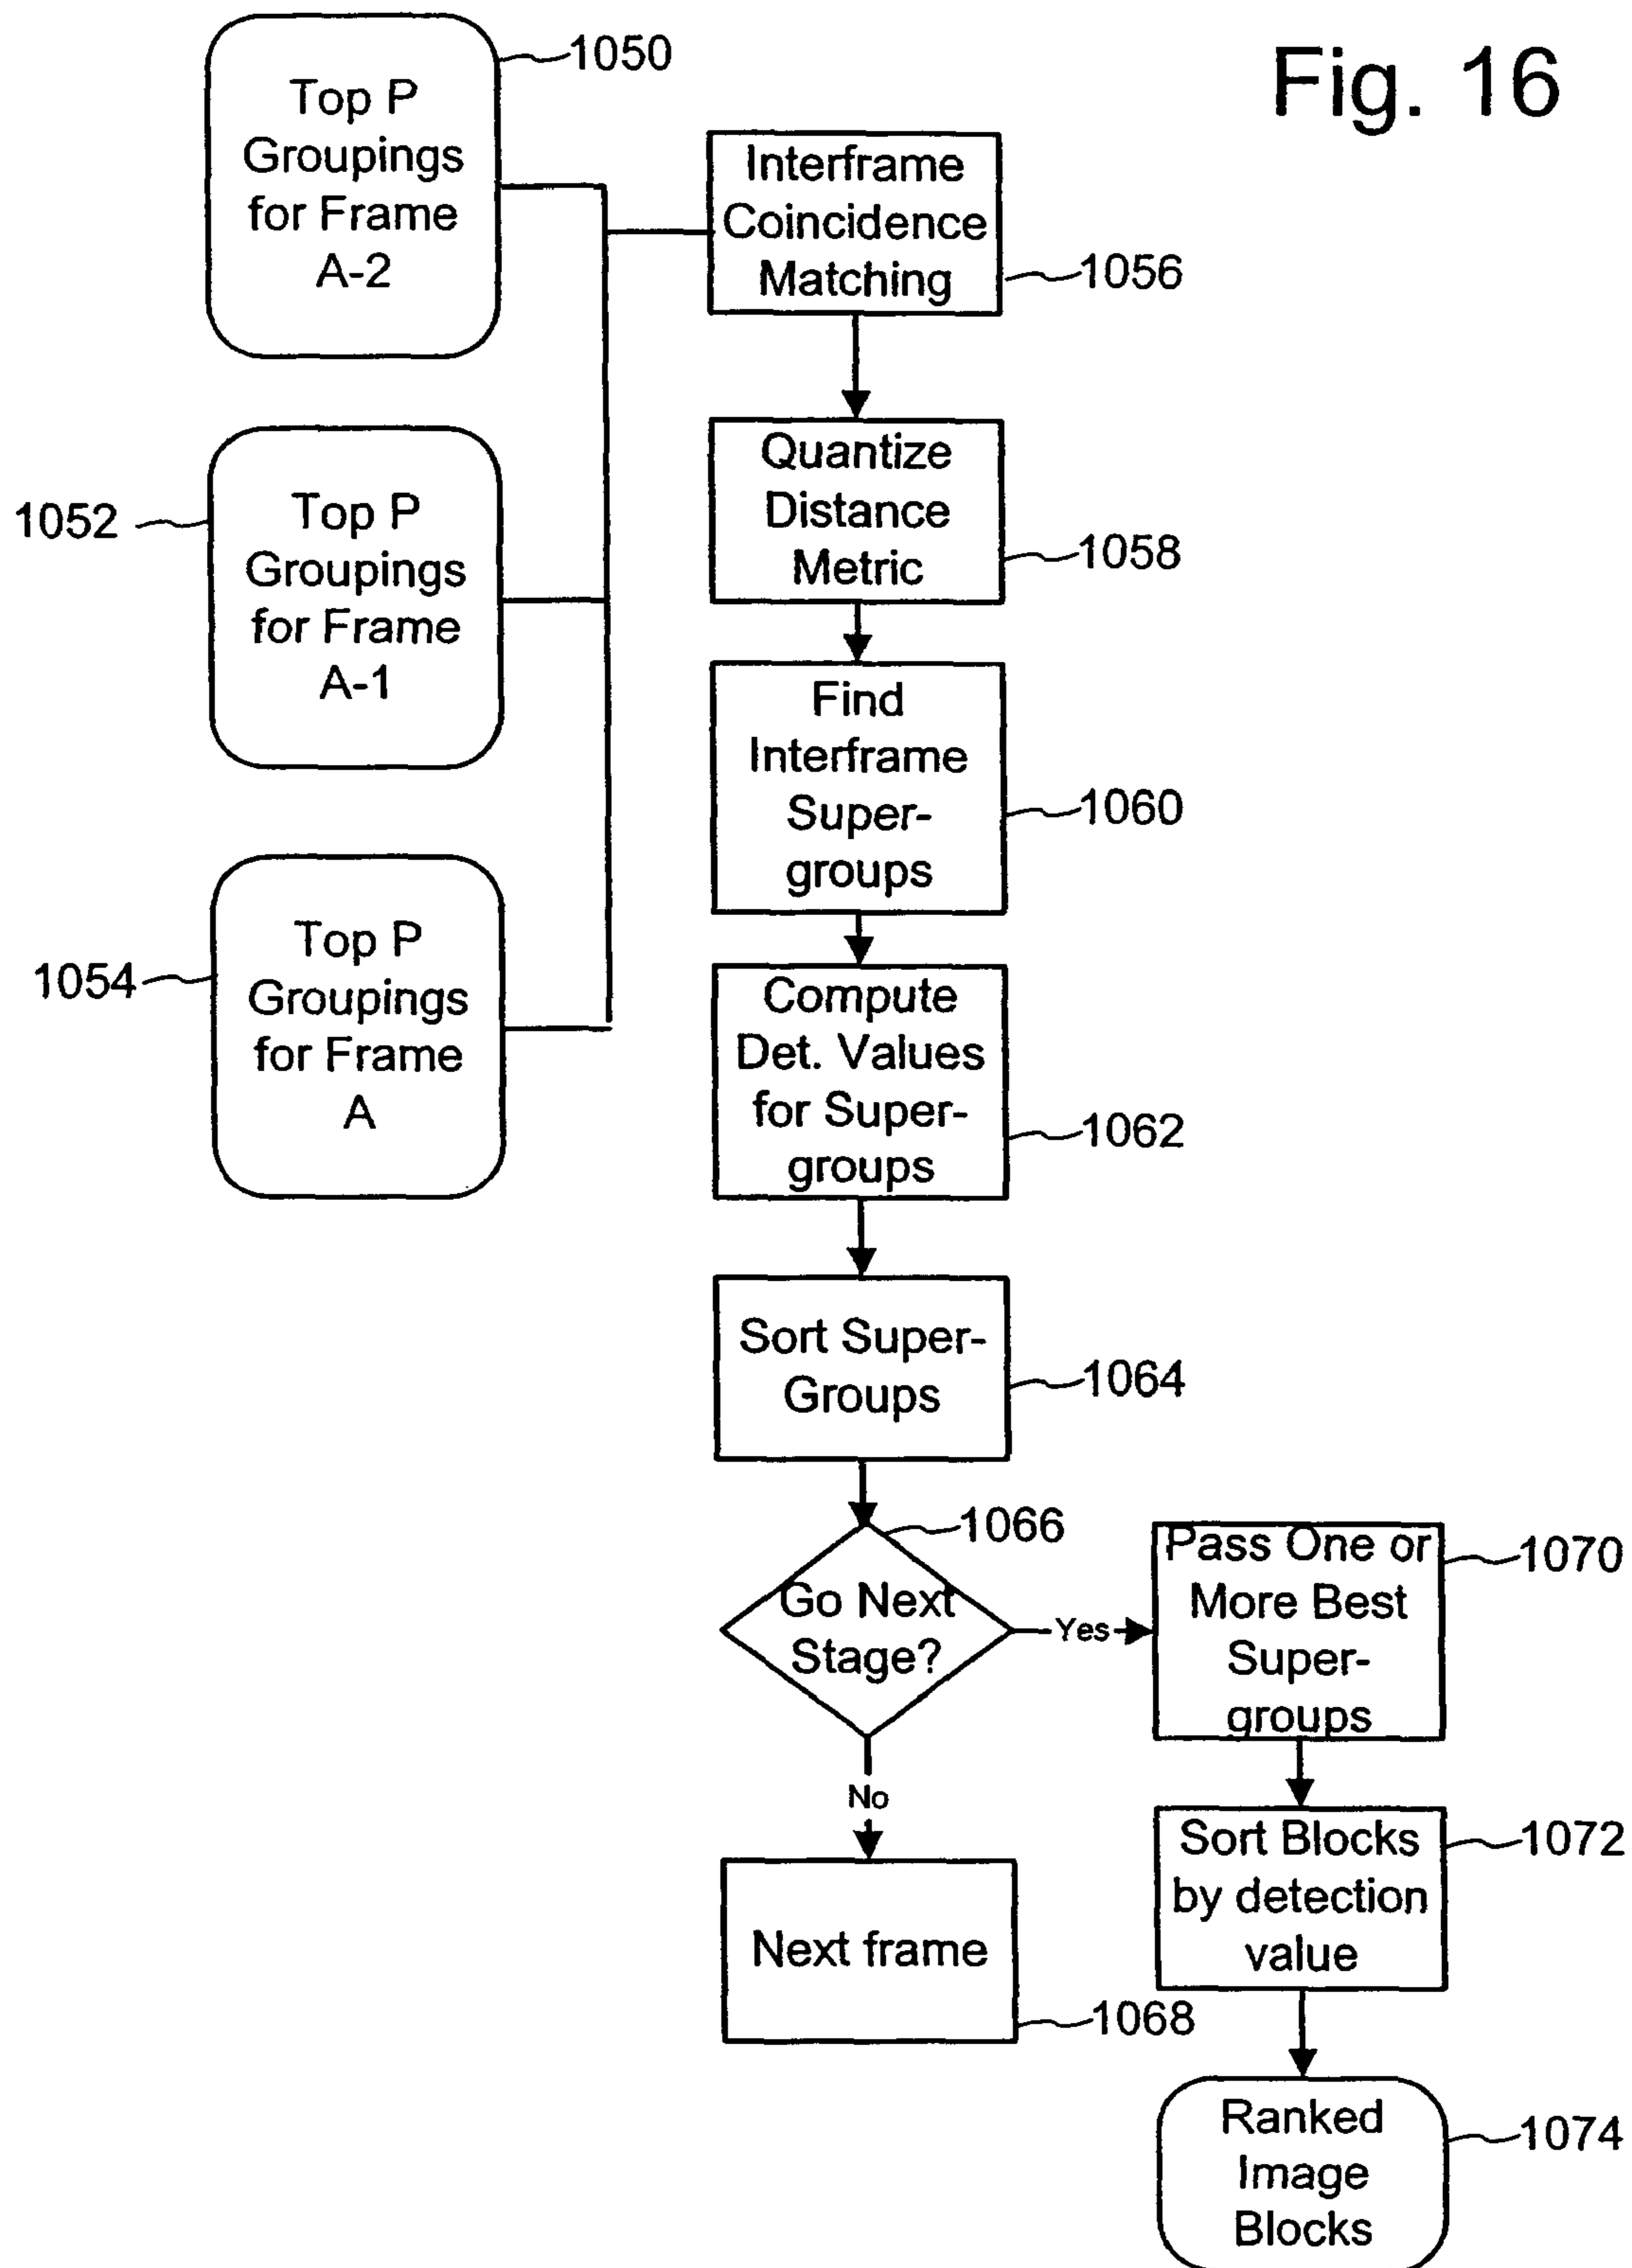 Fig. 16
1050
Top P
Groupings
for Frame
A-2
Interframe
Coincidence
Matching
1056
1052
Top P
Groupings
for Frame
A-1
Quantize
Distance
Metric
1058
Find
Interframe
Super-
groups
1060
1054
Top P
Groupings
for Frame
A
Compute
Det. Values
for Super-
groups
1062
Sort Super-
Groups
1064
1066
Go Next
Stage?
Yes
No
Next frame
1068
Pass One or
More Best
Super-
groups
1070
Sort Blocks
by detection
value
1072
Ranked
Image
Blocks
1074